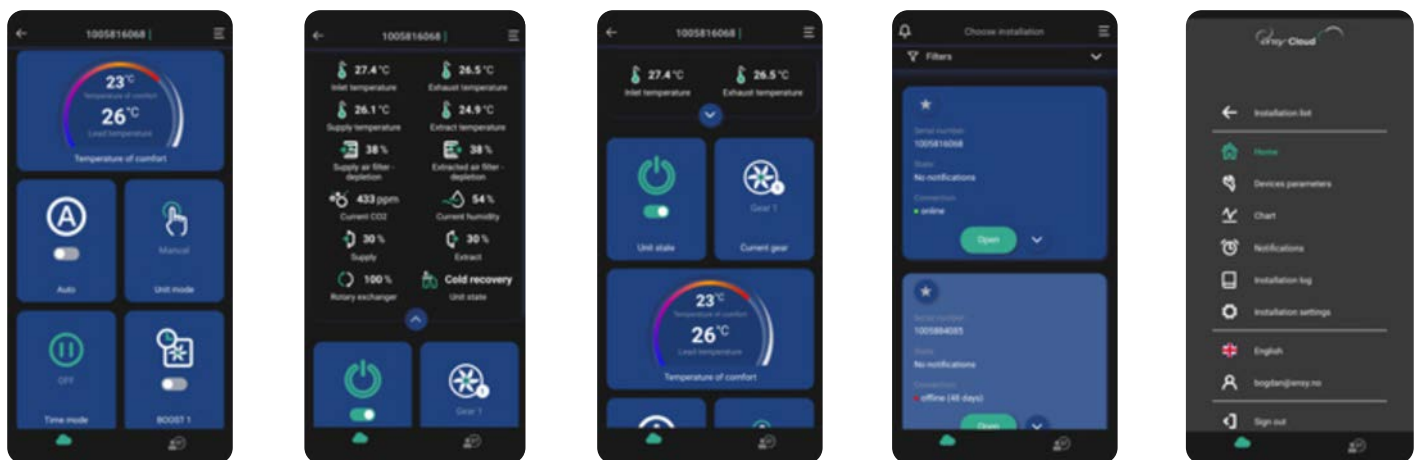 1005816068
23°C
Temperature of comfort
26°C
Lead temperature
Temperature of comfort
A
Auto
Manual
Unit mode
OFF
Time mode
BOOST 1
1005816068
27.4 °C
Inlet temperature
26.5 °C
Exhaust temperature
26.1 °C
Supply temperature
24.9 °C
Extract temperature
38 %
Supply air filter -
depletion
38 %
Extracted air filter -
depletion
433 ppm
Current CO2
54 %
Current humidity
30 %
Supply
30 %
Extract
100 %
Rotary exchanger
Cold recovery
Unit state
Gear 1
1005816068
27.4 °C
Inlet temperature
26.5 °C
Exhaust temperature
Unit state
Gear 1
Current gear
23°C
Temperature of comfort
26°C
Lead temperature
Temperature of comfort
Choose installation
Filters
Serial number
1005816068
State
No notifications
Connection
online
Open
Serial number
1005884085
State
No notifications
Connection
offline (48 days)
Open
ensy Cloud
Installation list
Home
Devices parameters
Chart
Notifications
Installation log
Installation settings
English
bogdan@ensy.no
Sign out